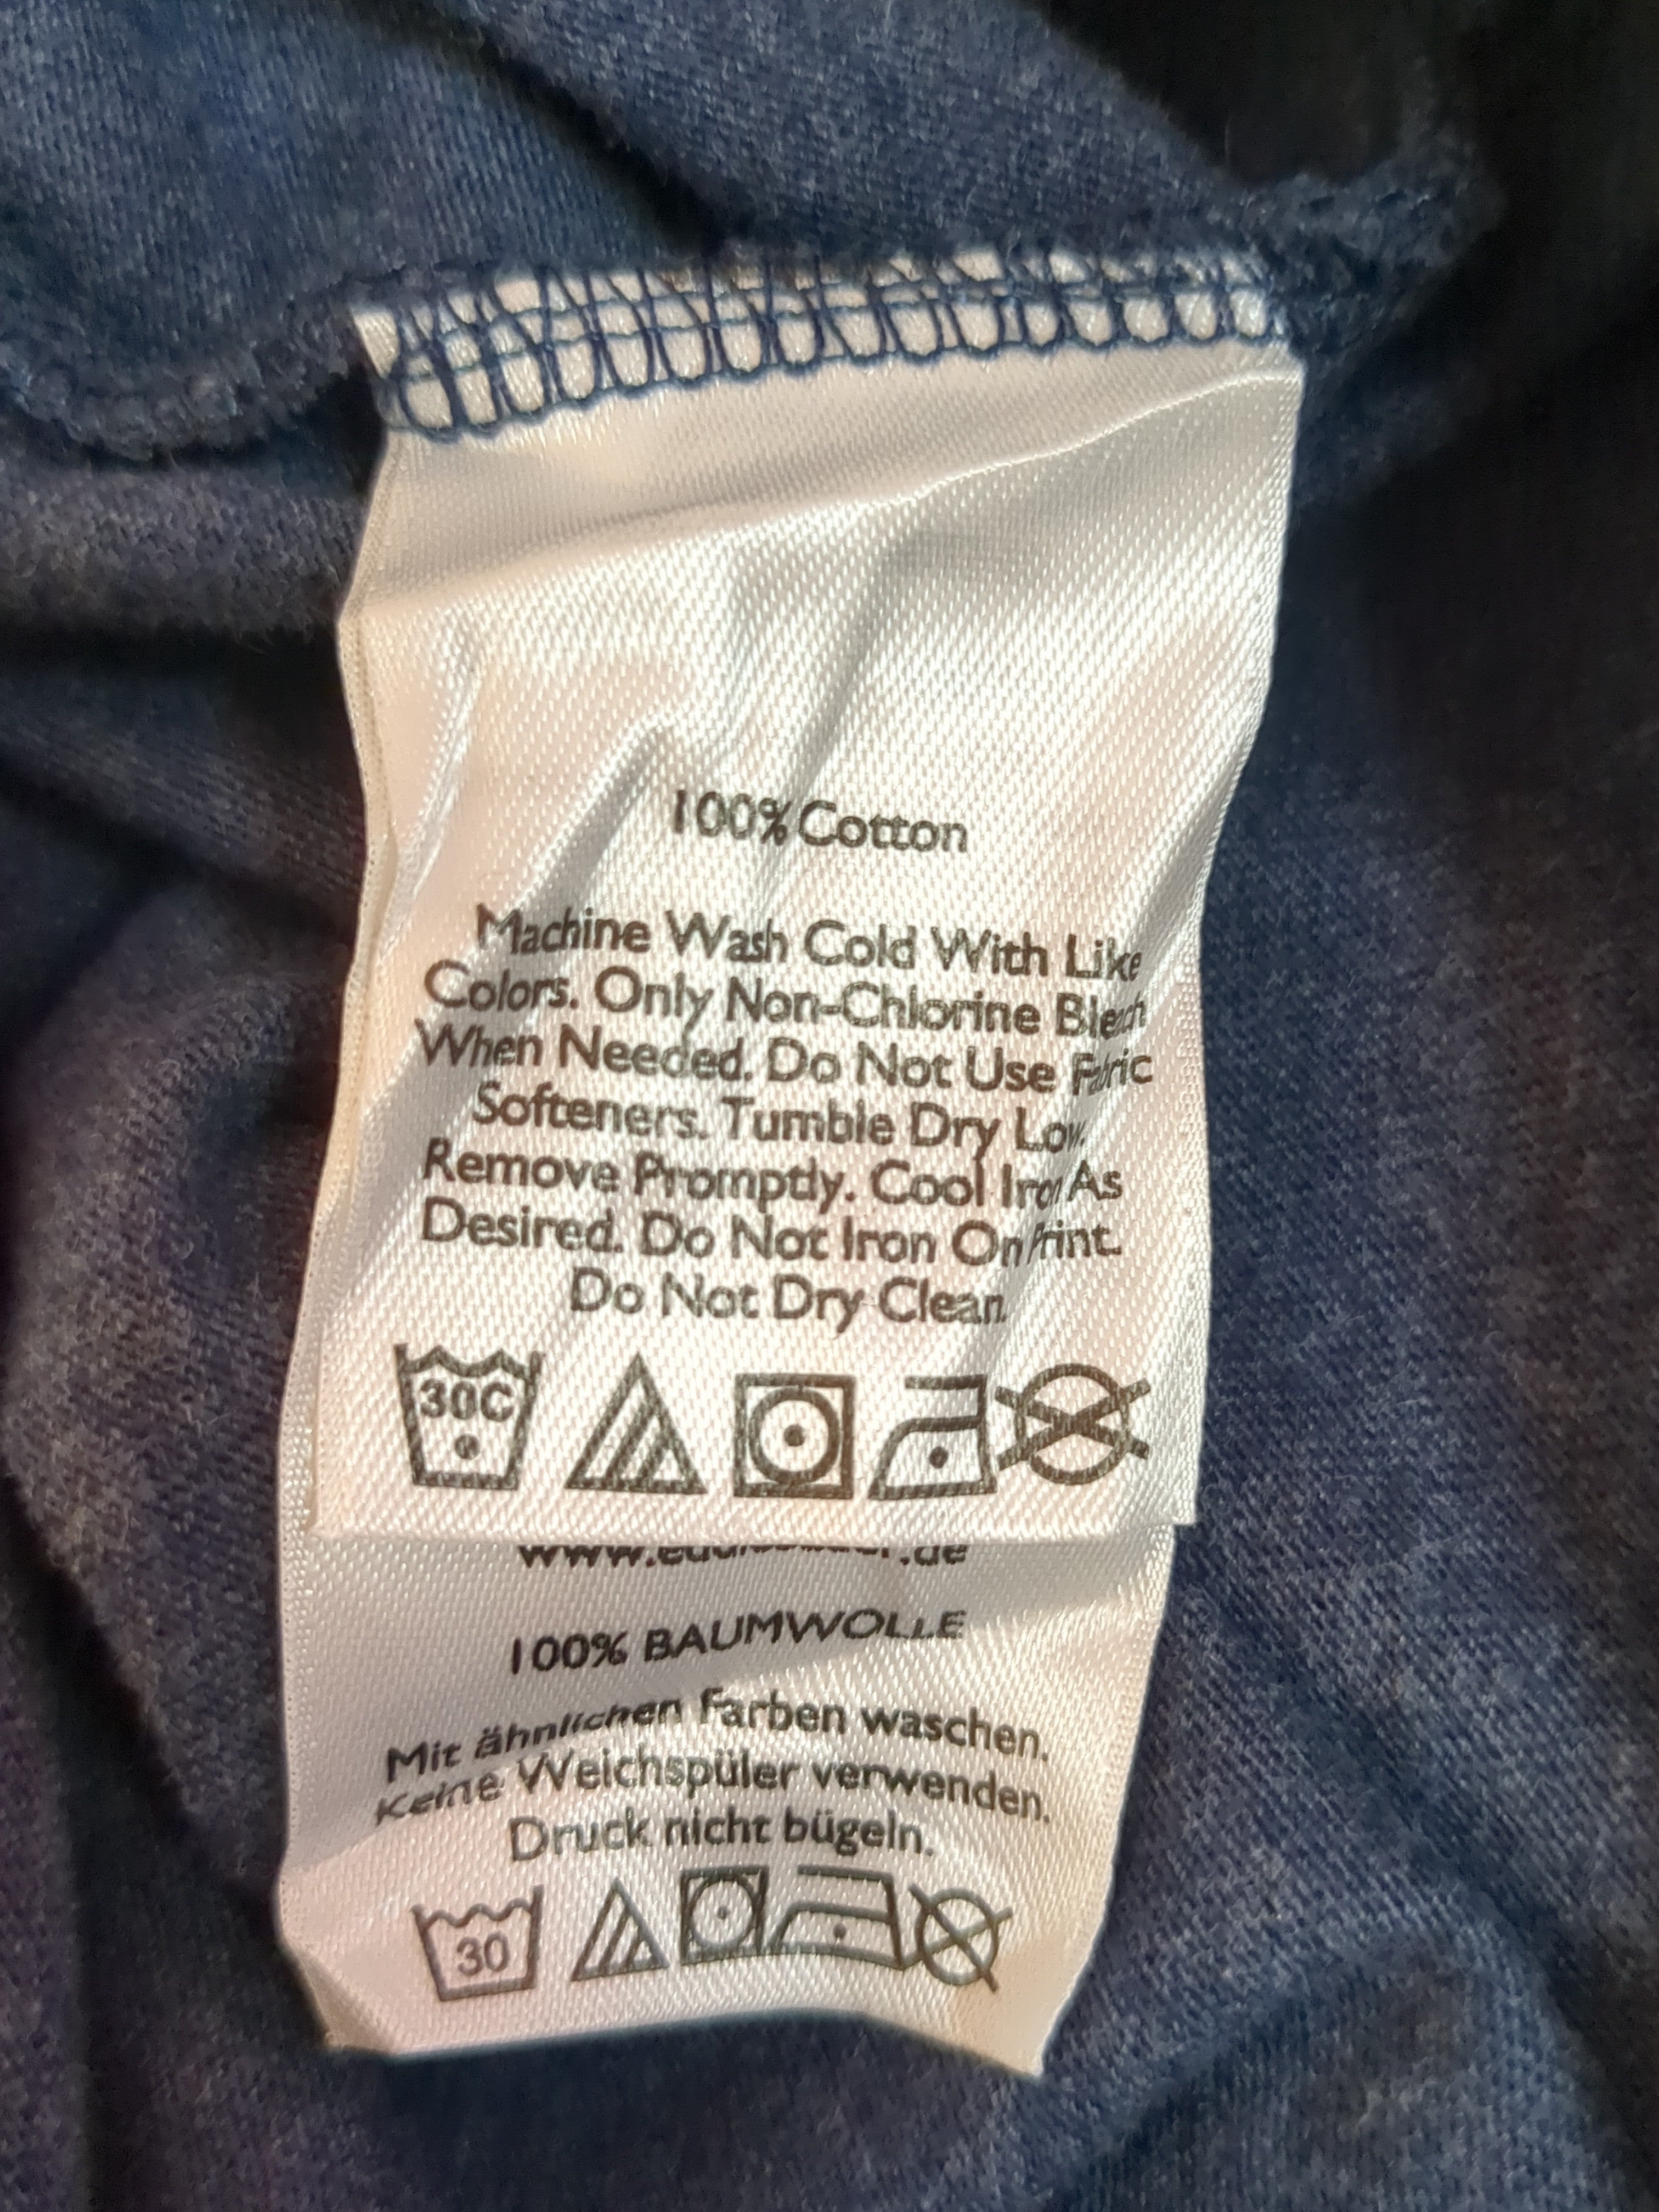 100% Cotton
Machine Wash Cold With Like
Colors. Only Non-Chlorine Bleach
When Needed. Do Not Use Fabric
Softeners. Tumble Dry Low.
Remove Promptly. Cool Iron As
Desired. Do Not Iron On Print.
Do Not Dry Clean.
30C
100% BAUMWOLLE
Mit ähnlichen Farben waschen.
Keine Weichspüler verwenden.
Druck nicht bügeln.
30